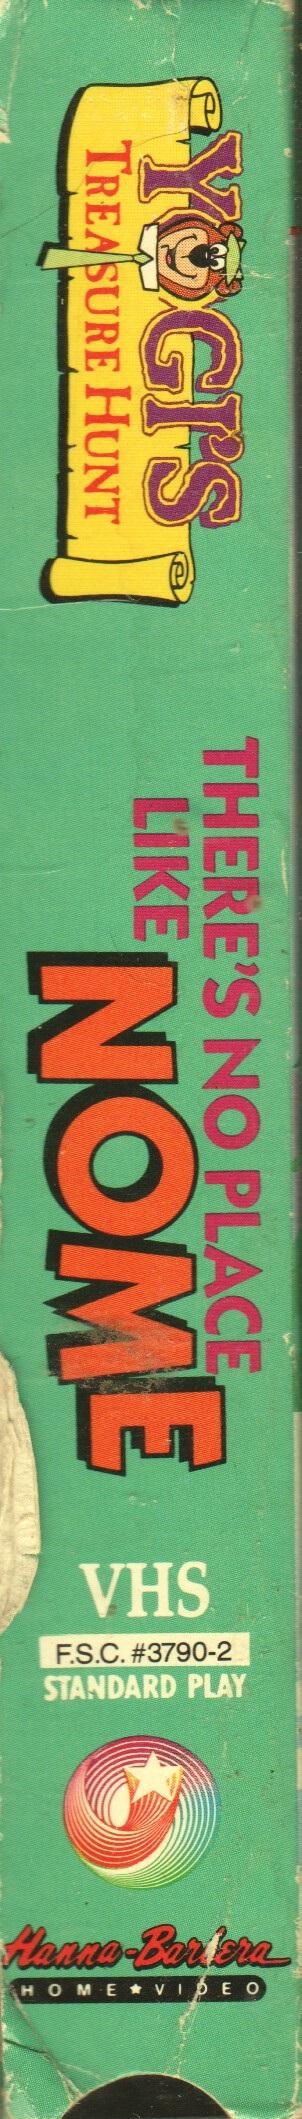 YOGI'S
TREASURE HUNT
THERE'S NO PLACE
LIKE
NOME
VHS
F.S.C. #3790-2
STANDARD PLAY
Hanna-Barbera
HOME★VIDEO